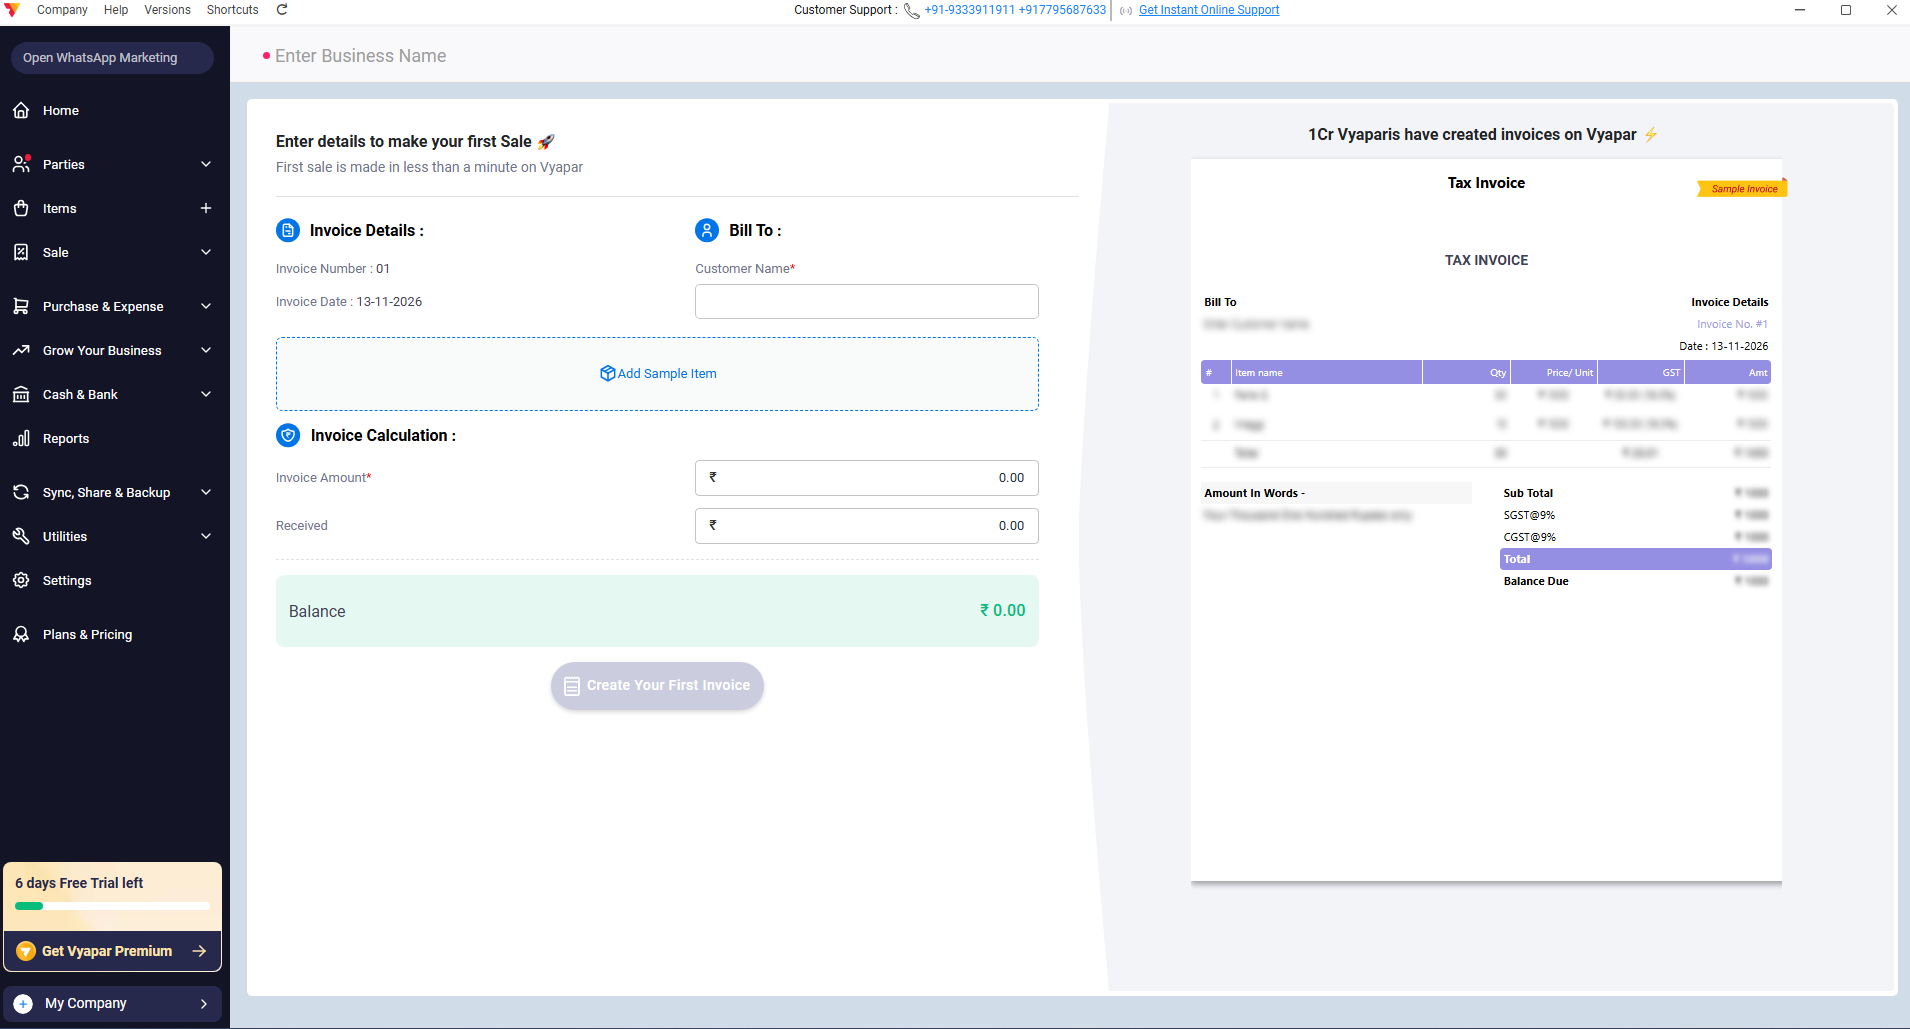 Company Help Versions Shortcuts
Customer Support : +91-9333911911 +917795687633 Get Instant Online Support
Open WhatsApp Marketing
Home
Parties
Items
Sale
Purchase & Expense
Grow Your Business
Cash & Bank
Reports
Sync, Share & Backup
Utilities
Settings
Plans & Pricing
6 days Free Trial left
Get Vyapar Premium
My Company
Enter Business Name
Enter details to make your first Sale 🚀
First sale is made in less than a minute on Vyapar
Invoice Details :
Invoice Number : 01
Invoice Date : 13-11-2026
Bill To :
Customer Name*
Add Sample Item
Invoice Calculation :
Invoice Amount* ₹ 0.00
Received ₹ 0.00
Balance ₹ 0.00
Create Your First Invoice
1Cr Vyaparis have created invoices on Vyapar ⚡
Tax Invoice
Sample Invoice
TAX INVOICE
Bill To Invoice Details
Invoice No. #1
Date : 13-11-2026
# Item name Qty Price/ Unit GST Amt
Amount In Words -
Sub Total
SGST@9%
CGST@9%
Total
Balance Due